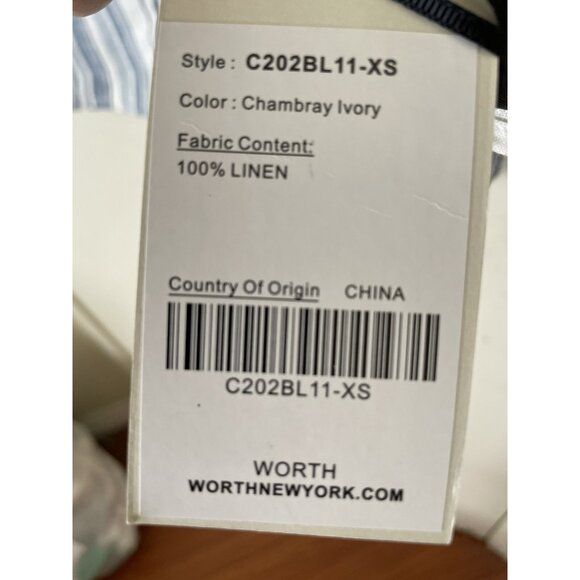 Style : C202BL11-XS
Color : Chambray Ivory
Fabric Content:
100% LINEN
Country Of Origin CHINA
C202BL11-XS
WORTH
WORTHNEWYORK.COM